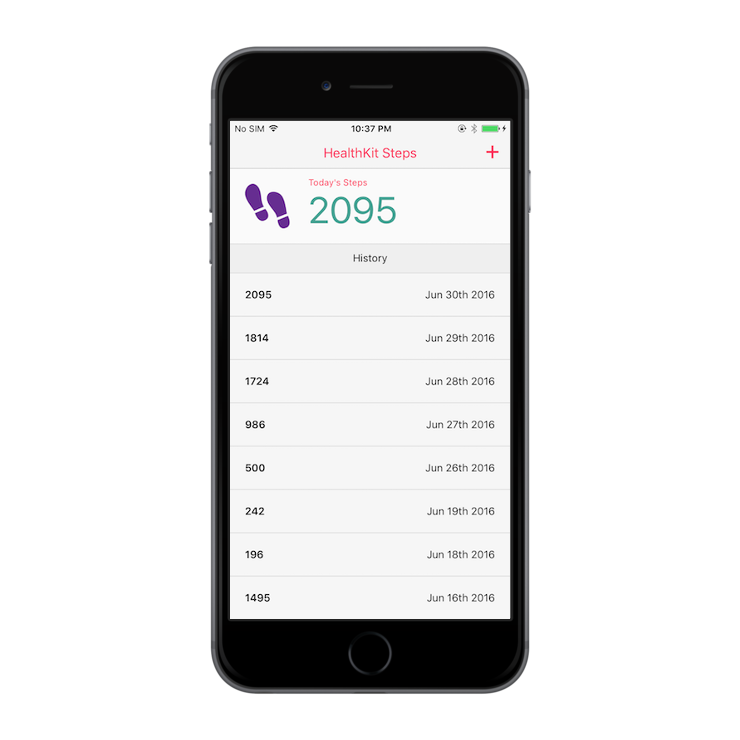 No SIM 10:37 PM
HealthKit Steps +
Today's Steps
2095
History
2095 Jun 30th 2016
1814 Jun 29th 2016
1724 Jun 28th 2016
986 Jun 27th 2016
500 Jun 26th 2016
242 Jun 19th 2016
196 Jun 18th 2016
1495 Jun 16th 2016